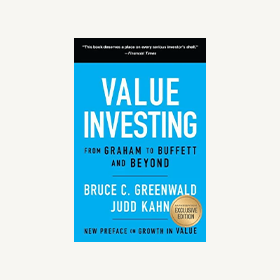 "This book deserves a place on every serious investor's shelf."
—Financial Times
VALUE
INVESTING
FROM GRAHAM TO BUFFETT
AND BEYOND
BRUCE C. GREENWALD
JUDD KAHN
EXCLUSIVE
EDITION
NEW PREFACE ON GROWTH IN VALUE